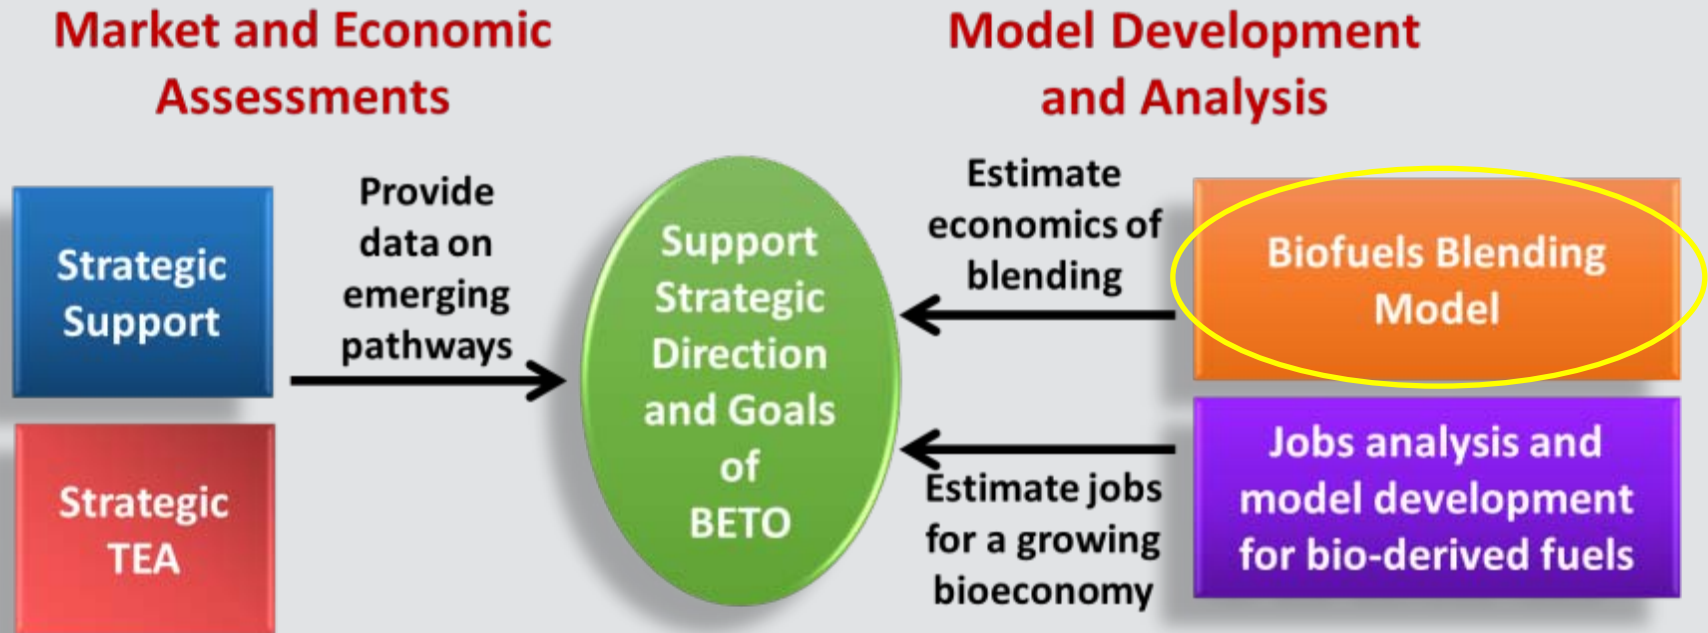 Market and Economic
Assessments
Model Development
and Analysis
Strategic
Support
Strategic
TEA
Provide
data on
emerging
pathways
Support
Strategic
Direction
and Goals
of
BETO
Estimate
economics of
blending
Estimate jobs
for a growing
bioeconomy
Biofuels Blending
Model
Jobs analysis and
model development
for bio-derived fuels